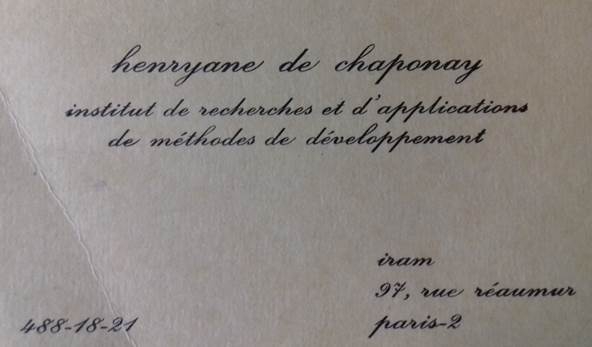 henryane de chaponay
institut de recherches et d'applications
de méthodes de développement
iram
97, rue réaumur
488-18-21
paris-2